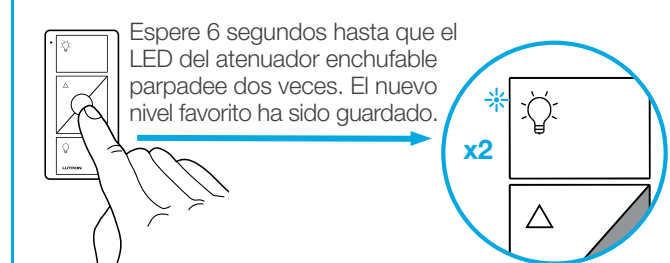 Espere 6 segundos hasta que el
LED del atenuador enchufable
parpadee dos veces. El nuevo
nivel favorito ha sido guardado.
x2
LUTRON